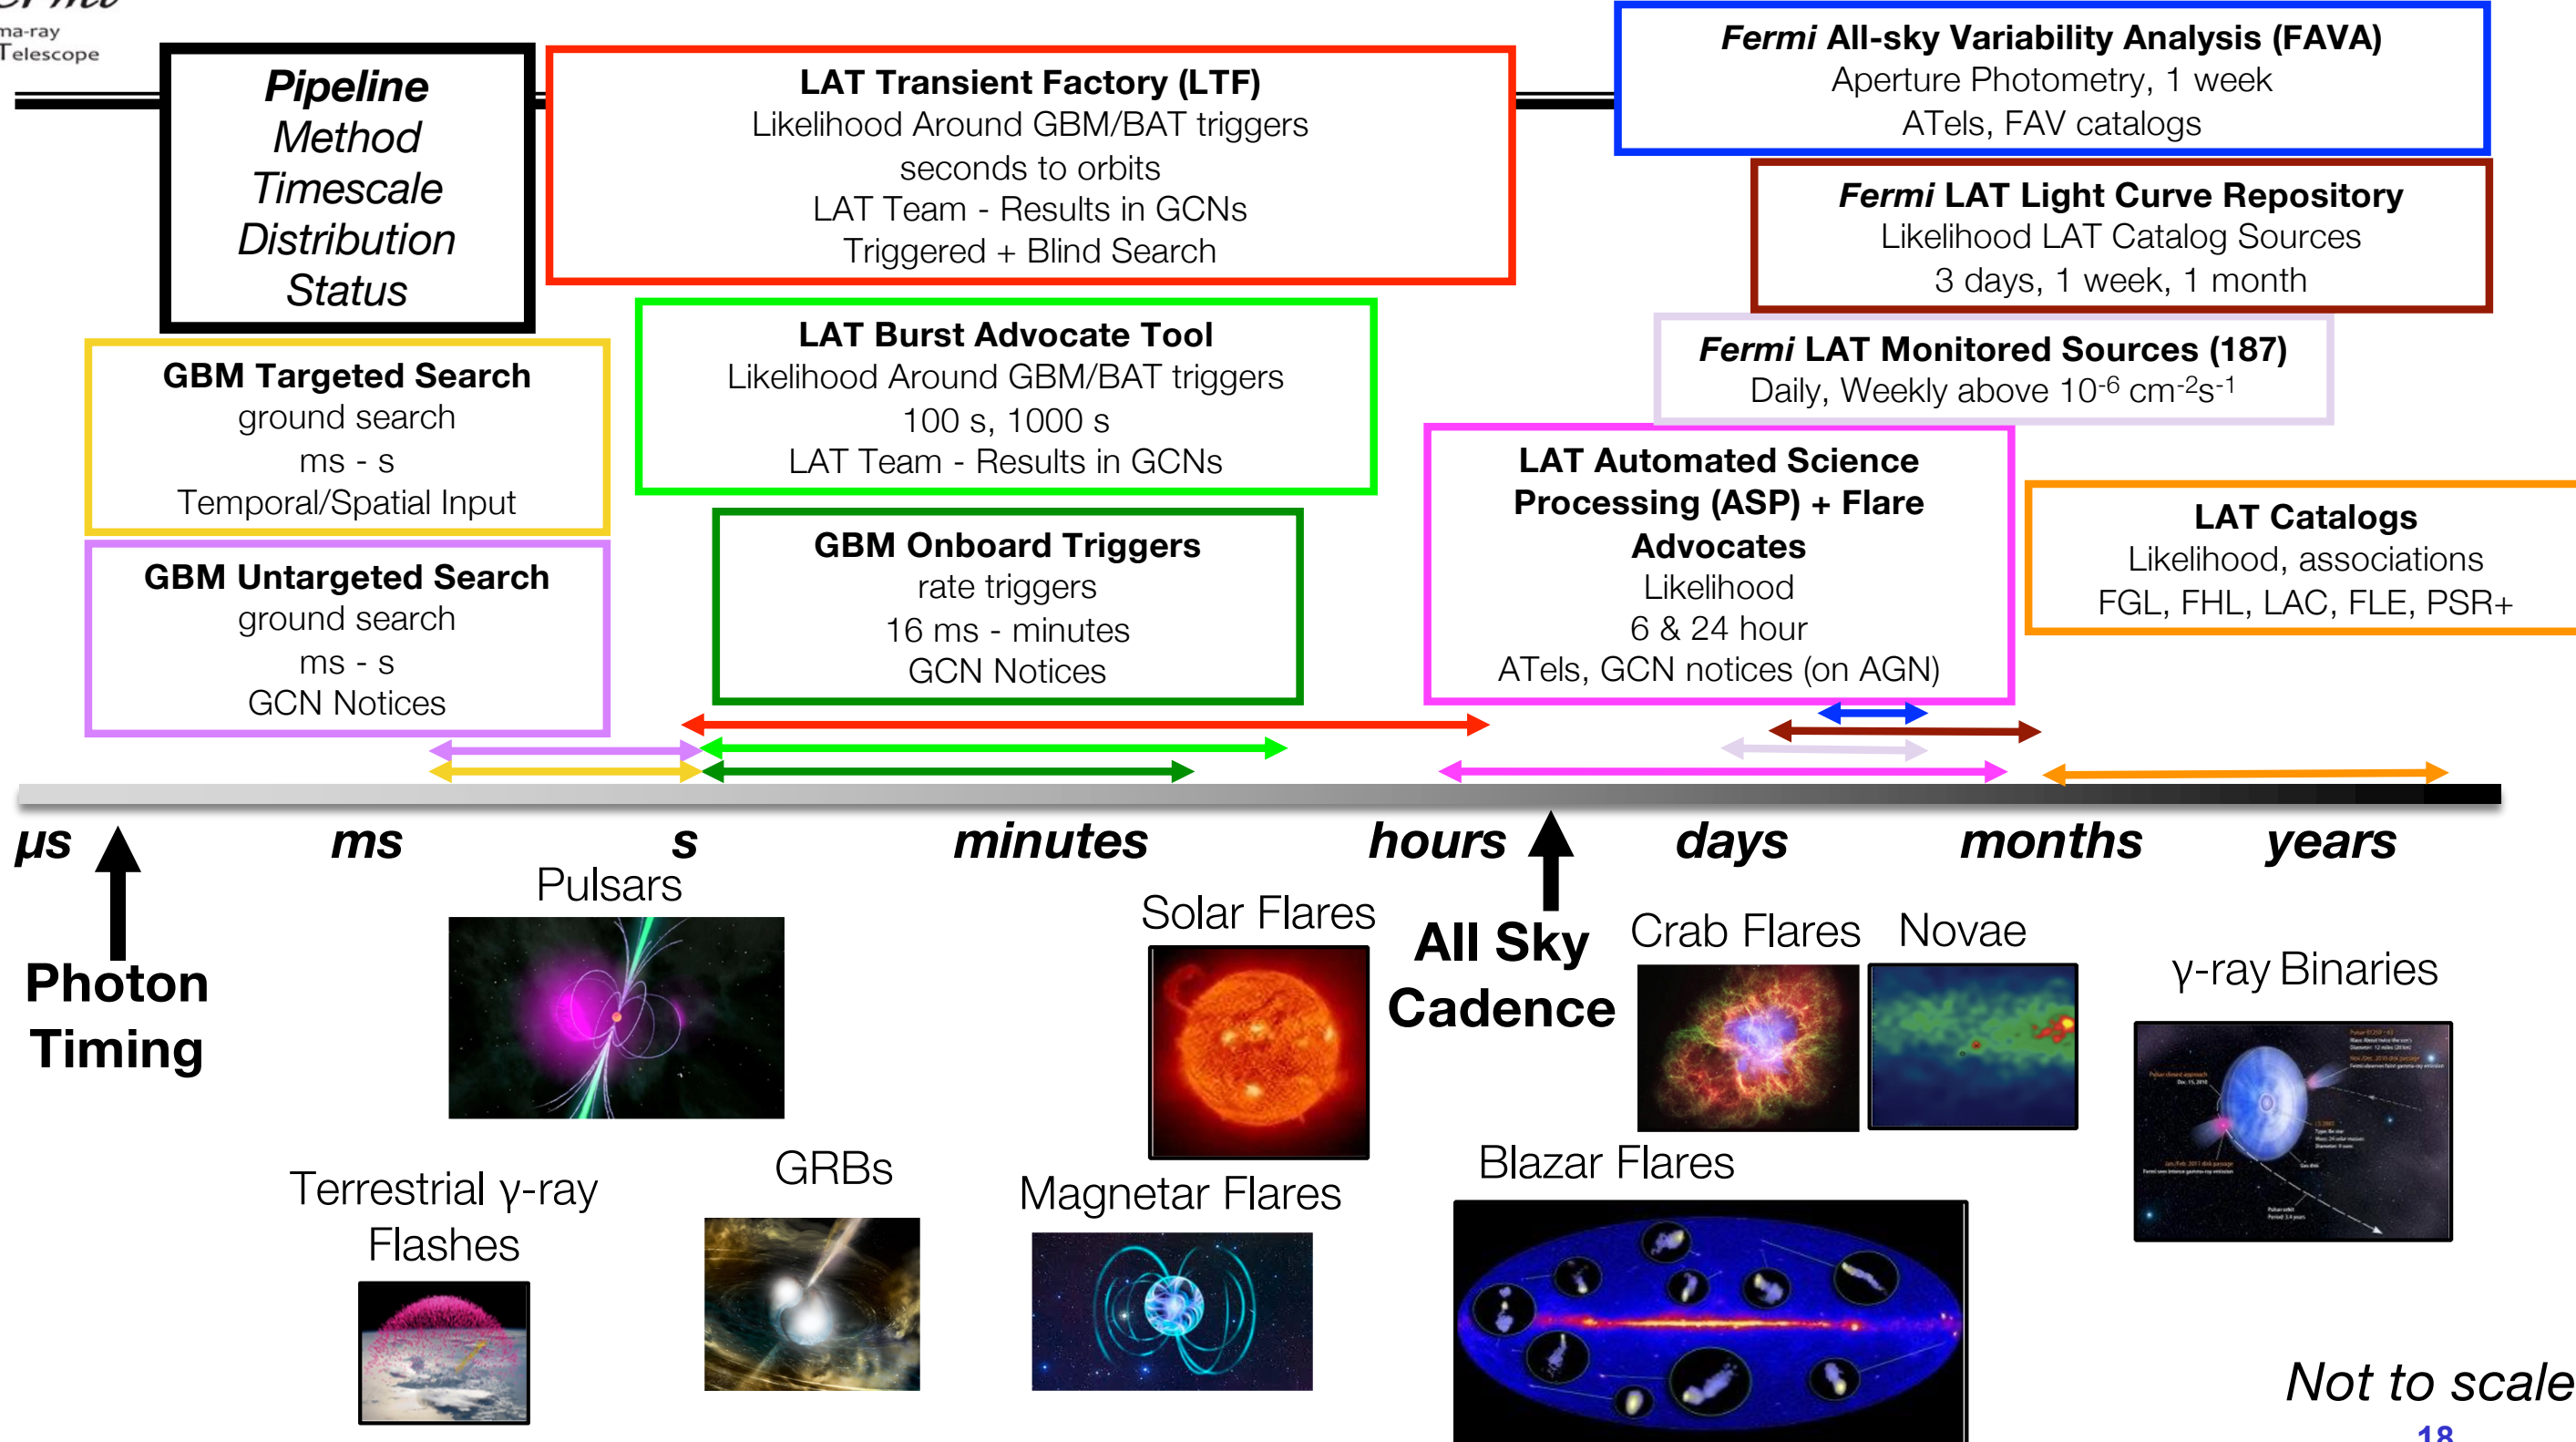 ma-ray
Telescope
Pipeline
Method
Timescale
Distribution
Status
LAT Transient Factory (LTF)
Likelihood Around GBM/BAT triggers
seconds to orbits
LAT Team - Results in GCNs
Triggered + Blind Search
Fermi All-sky Variability Analysis (FAVA)
Aperture Photometry, 1 week
ATels, FAV catalogs
Fermi LAT Light Curve Repository
Likelihood LAT Catalog Sources
3 days, 1 week, 1 month
Fermi LAT Monitored Sources (187)
Daily, Weekly above 10⁻⁶ cm⁻²s⁻¹
GBM Targeted Search
ground search
ms - s
Temporal/Spatial Input
LAT Burst Advocate Tool
Likelihood Around GBM/BAT triggers
100 s, 1000 s
LAT Team - Results in GCNs
GBM Untargeted Search
ground search
ms - s
GCN Notices
GBM Onboard Triggers
rate triggers
16 ms - minutes
GCN Notices
LAT Automated Science
Processing (ASP) + Flare
Advocates
Likelihood
6 & 24 hour
ATels, GCN notices (on AGN)
LAT Catalogs
Likelihood, associations
FGL, FHL, LAC, FLE, PSR+
μs ms s minutes hours days months years
Photon
Timing
All Sky
Cadence
Pulsars
Solar Flares
Crab Flares
Novae
γ-ray Binaries
Terrestrial γ-ray
Flashes
GRBs
Magnetar Flares
Blazar Flares
Not to scale
18